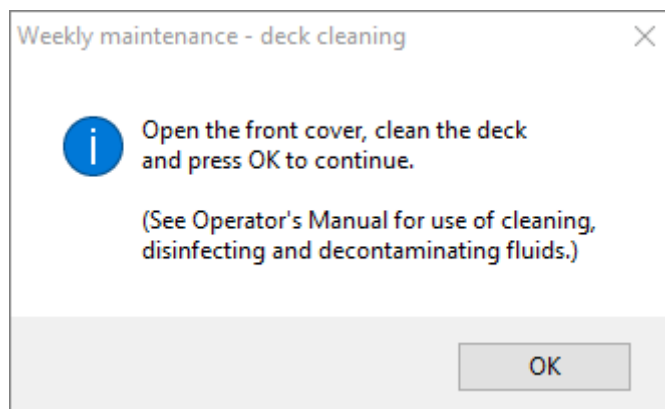 Weekly maintenance - deck cleaning
Open the front cover, clean the deck
and press OK to continue.
(See Operator's Manual for use of cleaning,
disinfecting and decontaminating fluids.)
OK